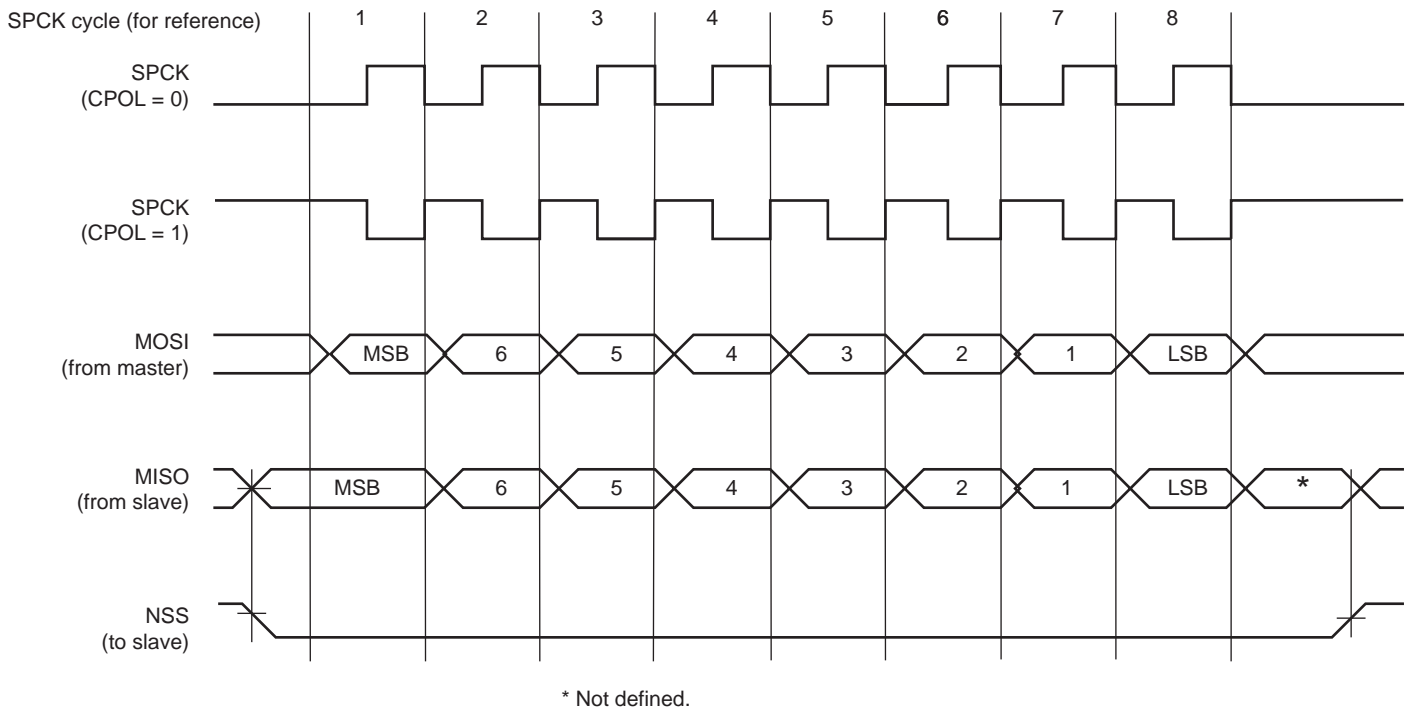 SPCK cycle (for reference) 1 2 3 4 5 6 7 8
SPCK
(CPOL = 0)
SPCK
(CPOL = 1)
MOSI
(from master)
MSB 6 5 4 3 2 1 LSB
MISO
(from slave)
MSB 6 5 4 3 2 1 LSB *
NSS
(to slave)
* Not defined.